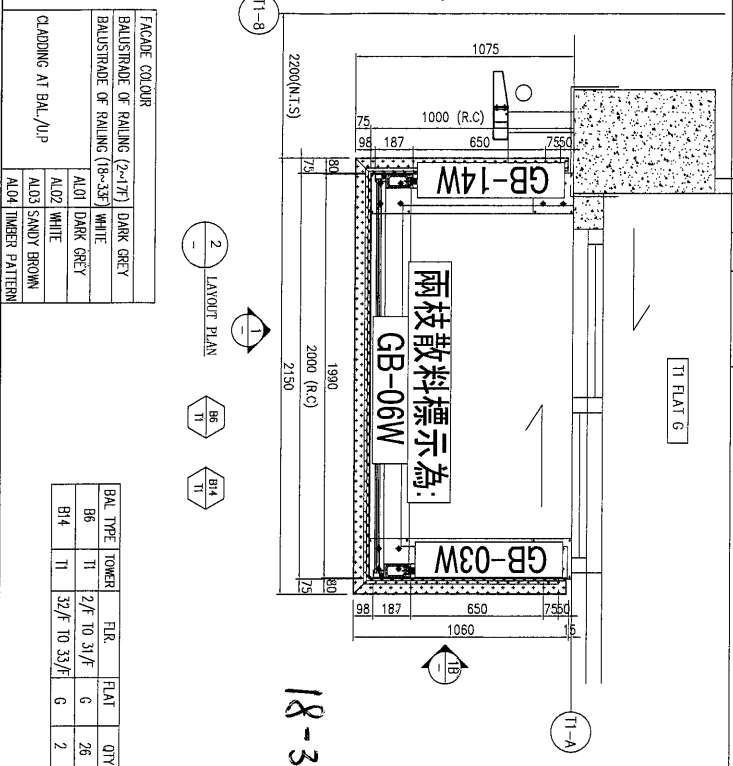 T1-8
2200(N.T.S)
1075
1000 (R.C)
75
98 187 650 7550
75
80
GB-14W
兩枝散料標示為:
GB-06W
GB-03W
1990
2000 (R.C)
2150
75
80
98 187 650 7550
1060 15
T1 FLAT G
T1-A
1B
-
1
-
2
-
LAYOUT PLAN
B6
T1
B14
T1
18-3
FACADE COLOUR
BALUSTRADE OF RAILING (2~17F) DARK GREY
BALUSTRADE OF RAILING (18~33F) WHITE
CLADDING AT BAL./U.P
AL01 DARK GREY
AL02 WHITE
AL03 SANDY BROWN
AL04 TIMBER PATTERN
BAL TYPE TOWER FLR. FLAT QTY
B6 T1 2/F TO 31/F G 26
B14 T1 32/F TO 33/F G 2